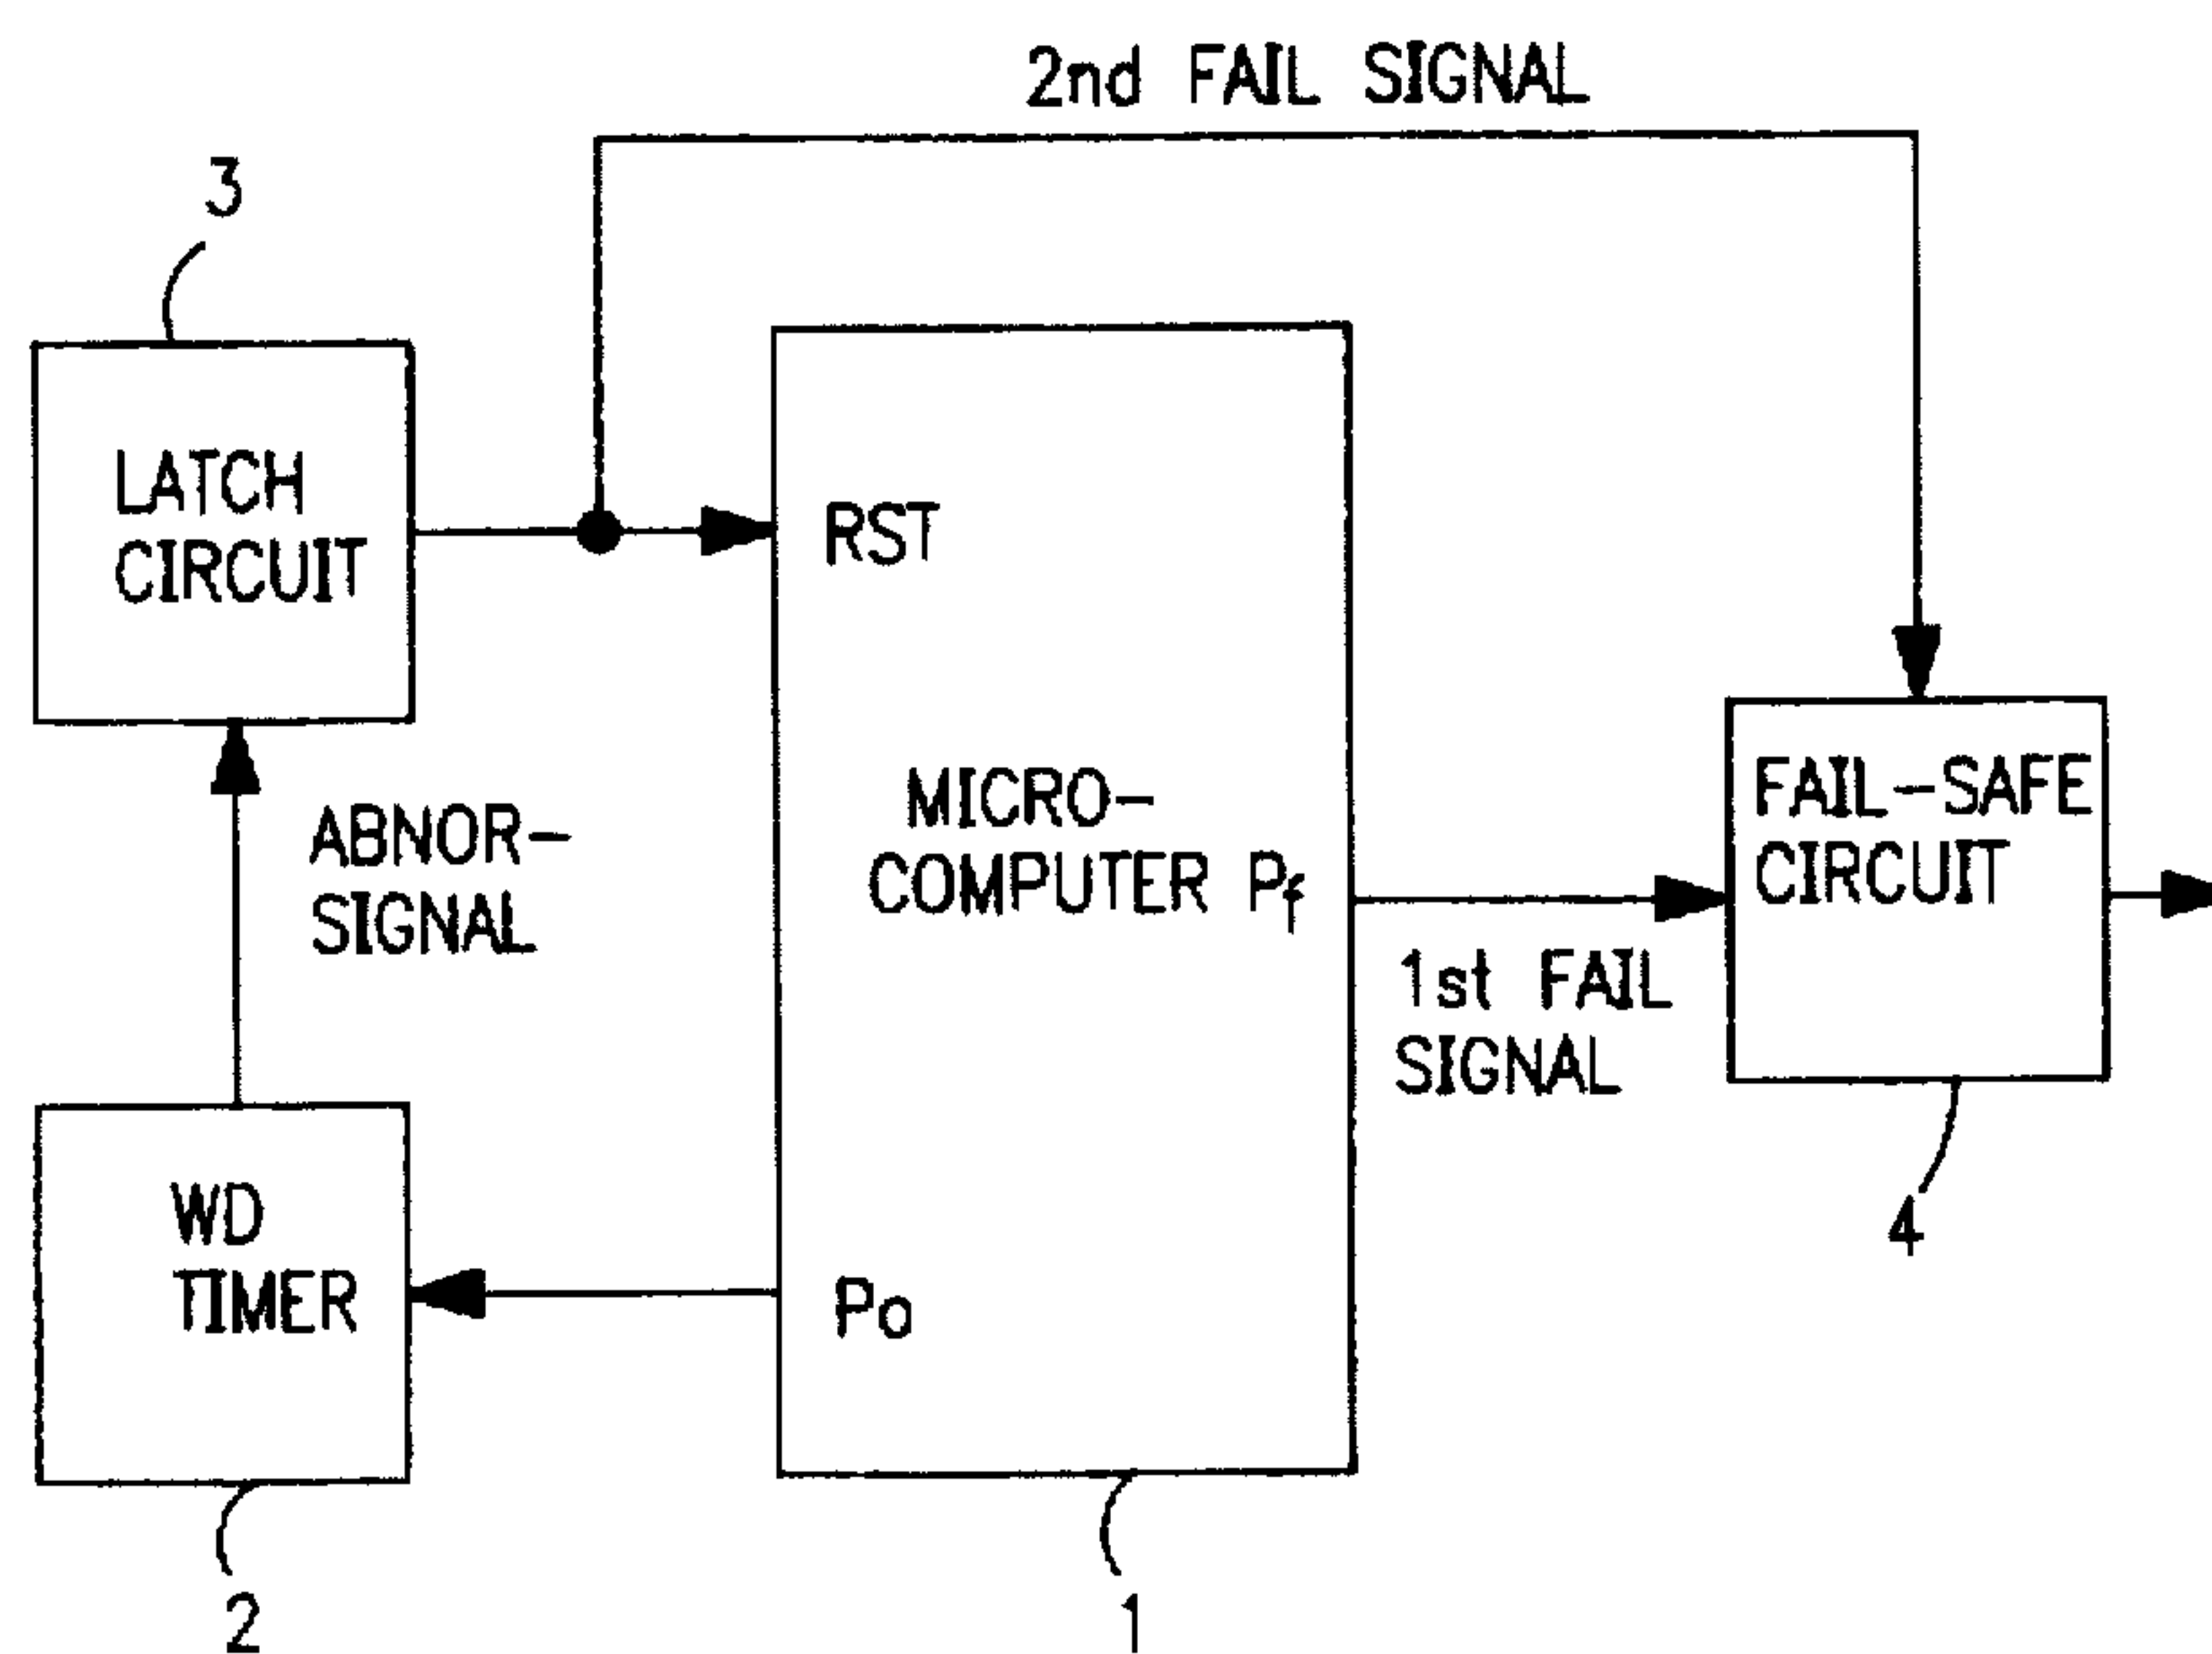 2nd FAIL SIGNAL
3
LATCH
CIRCUIT
RST
MICRO-
COMPUTER Pf
FAIL-SAFE
CIRCUIT
ABNOR-
SIGNAL
1st FAIL
SIGNAL
WD
TIMER
Po
4
2
1